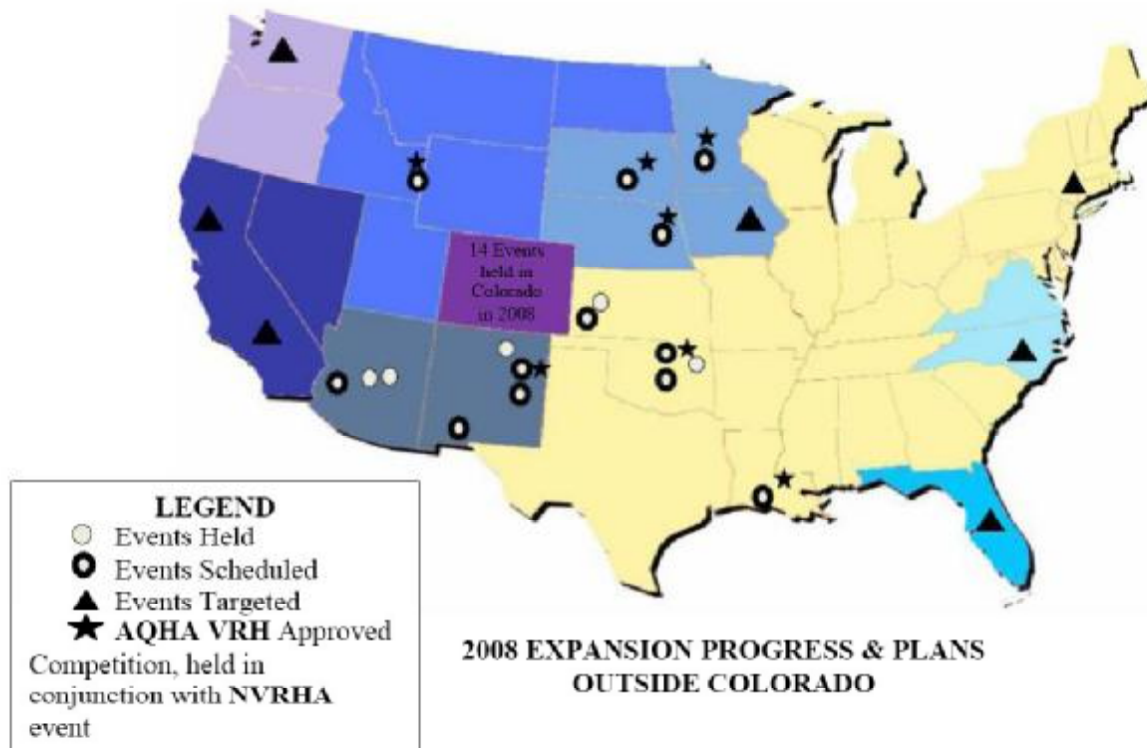 14 Events
held in
Colorado
in 2008
LEGEND
Events Held
Events Scheduled
Events Targeted
AQHA VRH Approved
Competition, held in
conjunction with NVRHA
event
2008 EXPANSION PROGRESS & PLANS
OUTSIDE COLORADO